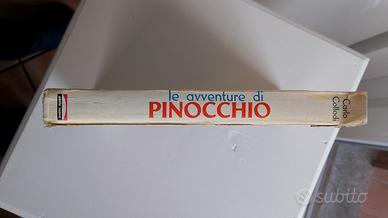 le avventure di
PINOCCHIO
Carlo
Collodi
subito